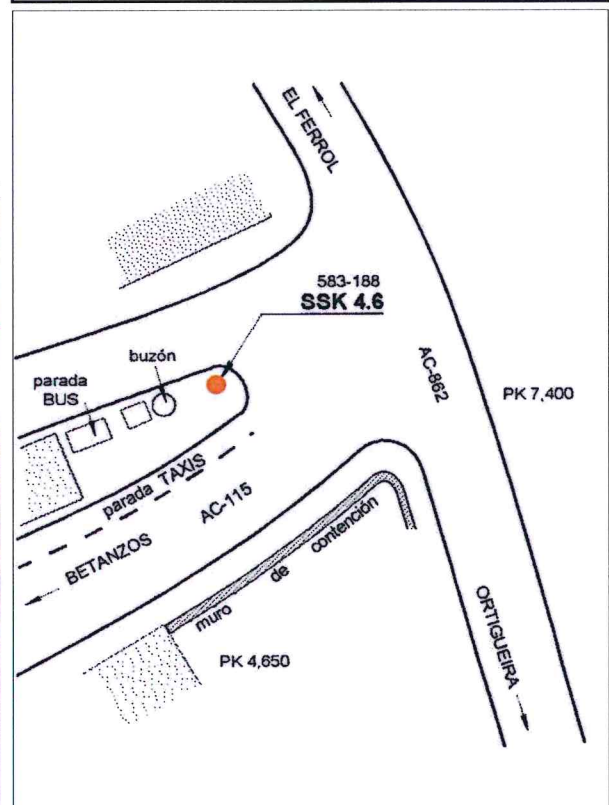 EL FERROL
583-188
SSK 4.6
buzón
parada
BUS
AC-862
PK 7,400
parada TAXIS
AC-115
BETANZOS
muro de contención
ORTIGUEIRA
PK 4,650